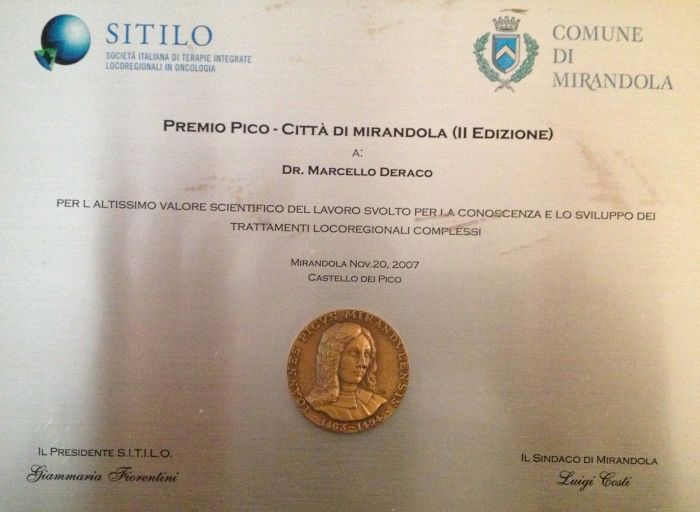 SITILO
SOCIETÀ ITALIANA DI TERAPIE INTEGRATE
LOCOREGIONALI IN ONCOLOGIA
COMUNE
DI
MIRANDOLA
PREMIO PICO - CITTÀ DI MIRANDOLA (II EDIZIONE)
A:
DR. MARCELLO DERACO
PER L ALTISSIMO VALORE SCIENTIFICO DEL LAVORO SVOLTO PER LA CONOSCENZA E LO SVILUPPO DEI
TRATTAMENTI LOCOREGIONALI COMPLESSI
MIRANDOLA NOV.20, 2007
CASTELLO DEI PICO
IOANNES PICVS MIRANDVLENSIS
1463-1494
IL PRESIDENTE S.I.T.I.L.O.
Giammaria Fiorentini
IL SINDACO DI MIRANDOLA
Luigi Costi